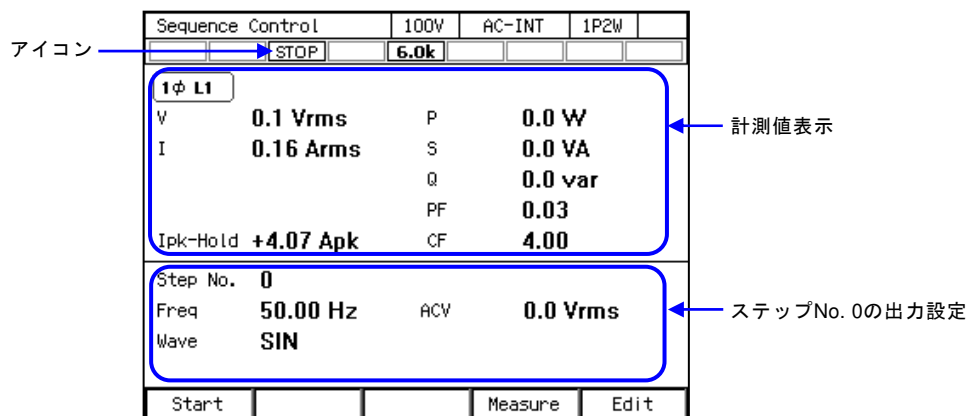 Sequence Control 100V AC-INT 1P2W
アイコン STOP 6.0k
1φ L1
V 0.1 Vrms P 0.0 W
計測値表示
I 0.16 Arms S 0.0 VA
Q 0.0 var
PF 0.03
Ipk-Hold +4.07 Apk CF 4.00
Step No. 0
Freq 50.00 Hz ACV 0.0 Vrms
ステップNo. 0の出力設定
Wave SIN
Start Measure Edit